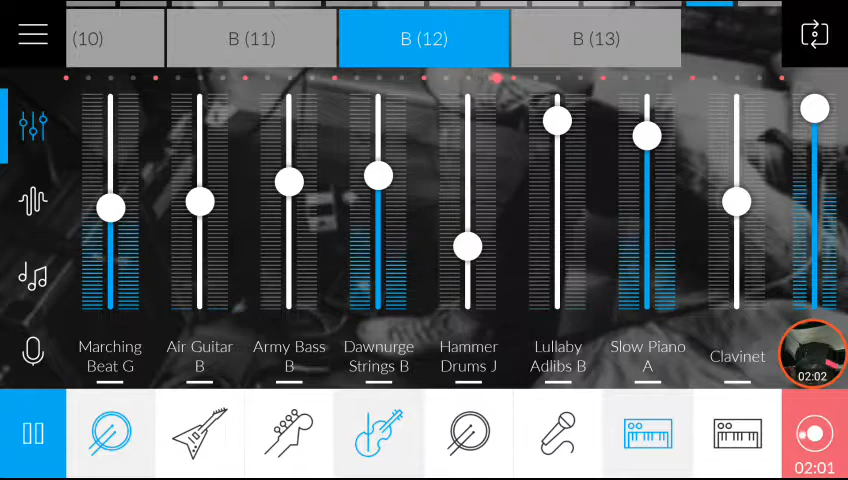 (10)
B (11)
B (12)
B (13)
Marching
Beat G
Air Guitar
B
Army Bass
B
Dawnurge
Strings B
Hammer
Drums J
Lullaby
Adlibs B
Slow Piano
A
Clavinet
02:02
02:01